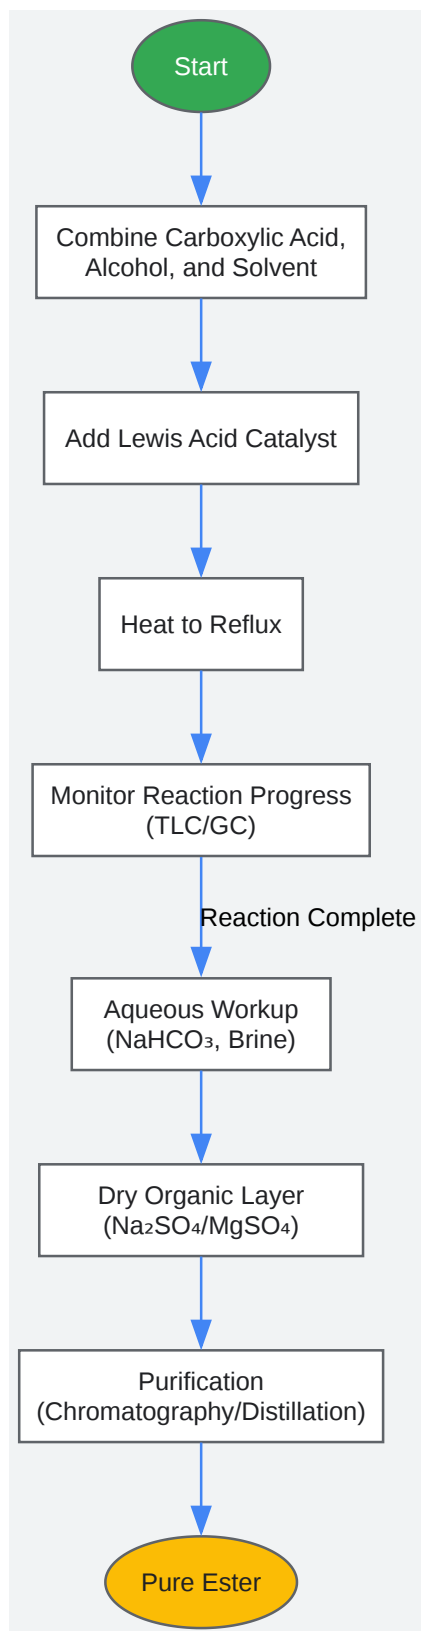 Start
Combine Carboxylic Acid,
Alcohol, and Solvent
Add Lewis Acid Catalyst
Heat to Reflux
Monitor Reaction Progress
(TLC/GC)
Reaction Complete
Aqueous Workup
(NaHCO₃, Brine)
Dry Organic Layer
(Na₂SO₄/MgSO₄)
Purification
(Chromatography/Distillation)
Pure Ester